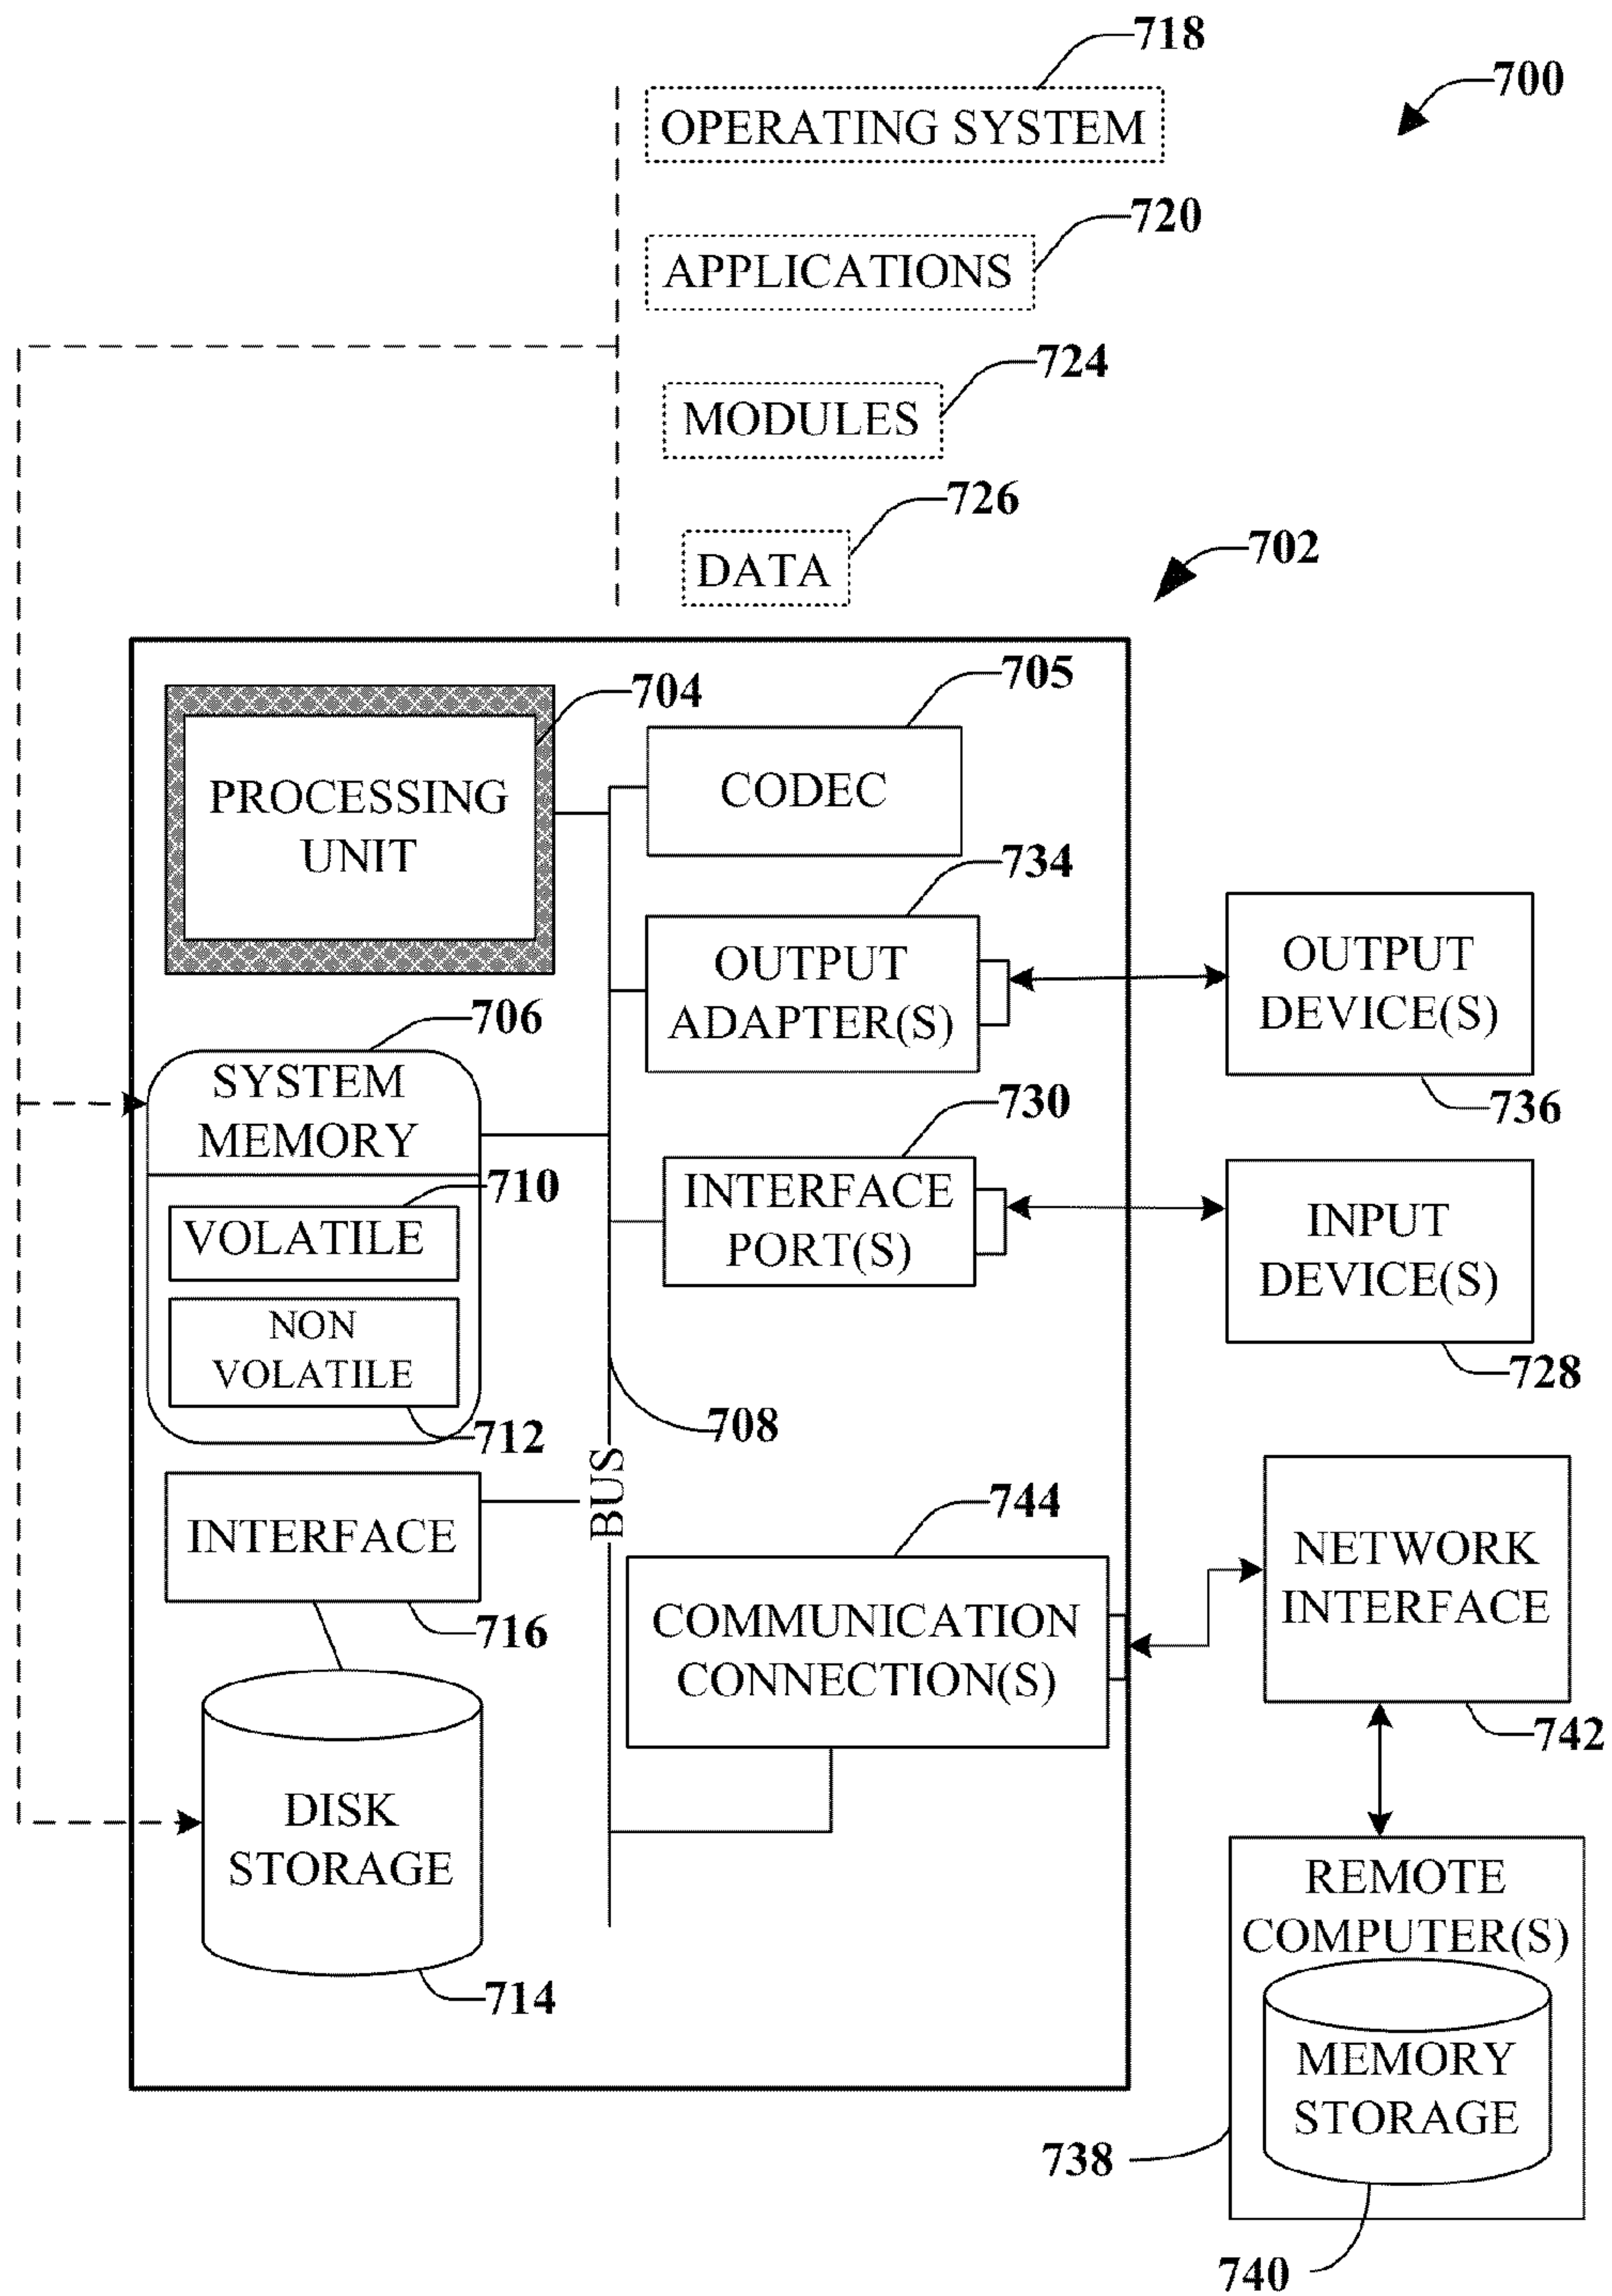 718
700
OPERATING SYSTEM
720
APPLICATIONS
724
MODULES
726
702
DATA
705
704
PROCESSING
UNIT
CODEC
734
OUTPUT
ADAPTER(S)
OUTPUT
DEVICE(S)
736
706
SYSTEM
MEMORY
710
VOLATILE
NON
VOLATILE
712
730
INTERFACE
PORT(S)
INPUT
DEVICE(S)
728
708
BUS
INTERFACE
716
744
COMMUNICATION
CONNECTION(S)
NETWORK
INTERFACE
742
DISK
STORAGE
714
REMOTE
COMPUTER(S)
MEMORY
STORAGE
738
740